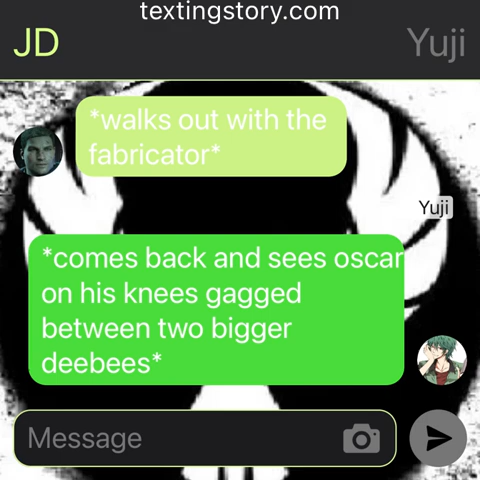 textingstory.com
JD
Yuji
*walks out with the
fabricator*
Yuji
*comes back and sees oscar
on his knees gagged
between two bigger
deebees*
Message